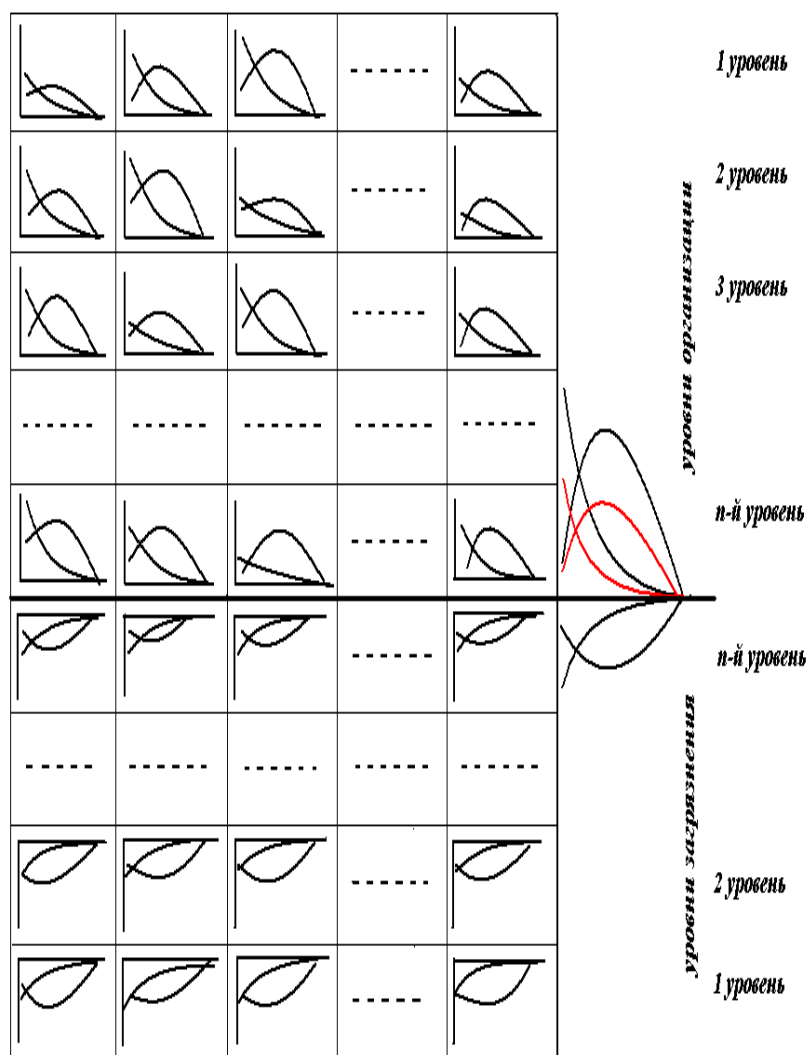 1 уровень
2 уровень
3 уровень
уровни организации
n-й уровень
n-й уровень
уровни загрязнения
2 уровень
1 уровень